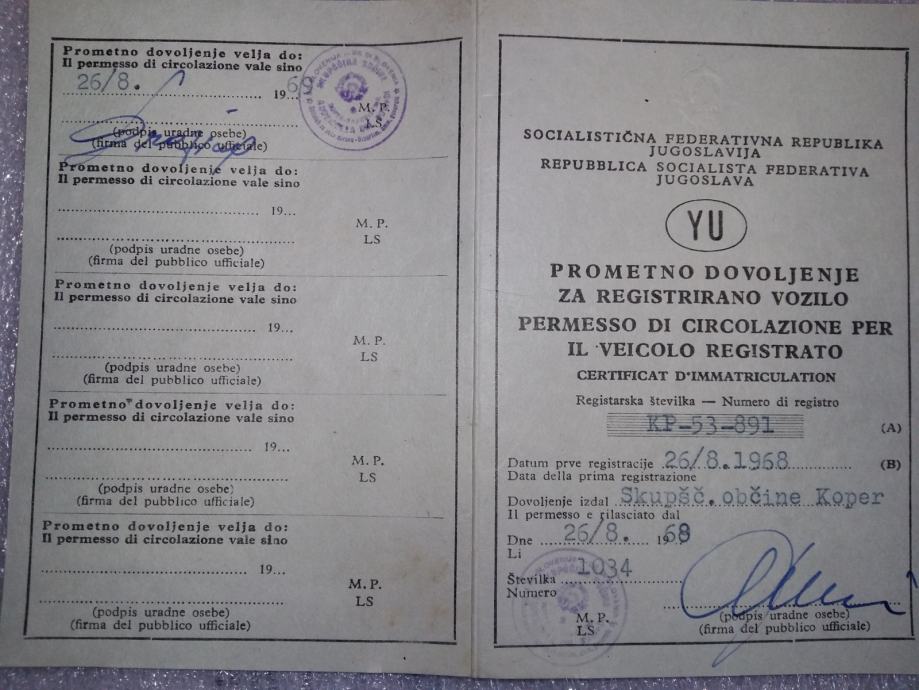 Prometno dovoljenje velja do:
Il permesso di circolazione vale sino
26/8. 19 69
M. P.
LS
(podpis uradne osebe)
(firma del pubblico ufficiale)
Prometno dovoljenje velja do:
Il permesso di circolazione vale sino
19...
M. P.
LS
(podpis uradne osebe)
(firma del pubblico ufficiale)
Prometno dovoljenje velja do:
Il permesso di circolazione vale sino
19...
M. P.
LS
(podpis uradne osebe)
(firma del pubblico ufficiale)
Prometno dovoljenje velja do:
Il permesso di circolazione vale sino
19...
M. P.
LS
(podpis uradne osebe)
(firma del pubblico ufficiale)
Prometno dovoljenje velja do:
Il permesso di circolazione vale sino
19...
M. P.
LS
(podpis uradne osebe)
(firma del pubblico ufficiale)
SOCIALISTIČNA FEDERATIVNA REPUBLIKA
JUGOSLAVIJA
REPUBBLICA SOCIALISTA FEDERATIVA
JUGOSLAVA
YU
PROMETNO DOVOLJENJE
ZA REGISTRIRANO VOZILO
PERMESSO DI CIRCOLAZIONE PER
IL VEICOLO REGISTRATO
CERTIFICAT D'IMMATRICULATION
Registarska številka — Numero di registro
KP-53-891 (A)
Datum prve registracije 26/8.1968 (B)
Data della prima registrazione
Dovoljenje izdal Skupšč.občine Koper
Il permesso e rilasciato dal
Dne 26/8. 1968
Li
Številka 1034
Numero
M. P.
LS
(podpis uradne osebe)
(firma del pubblico ufficiale)